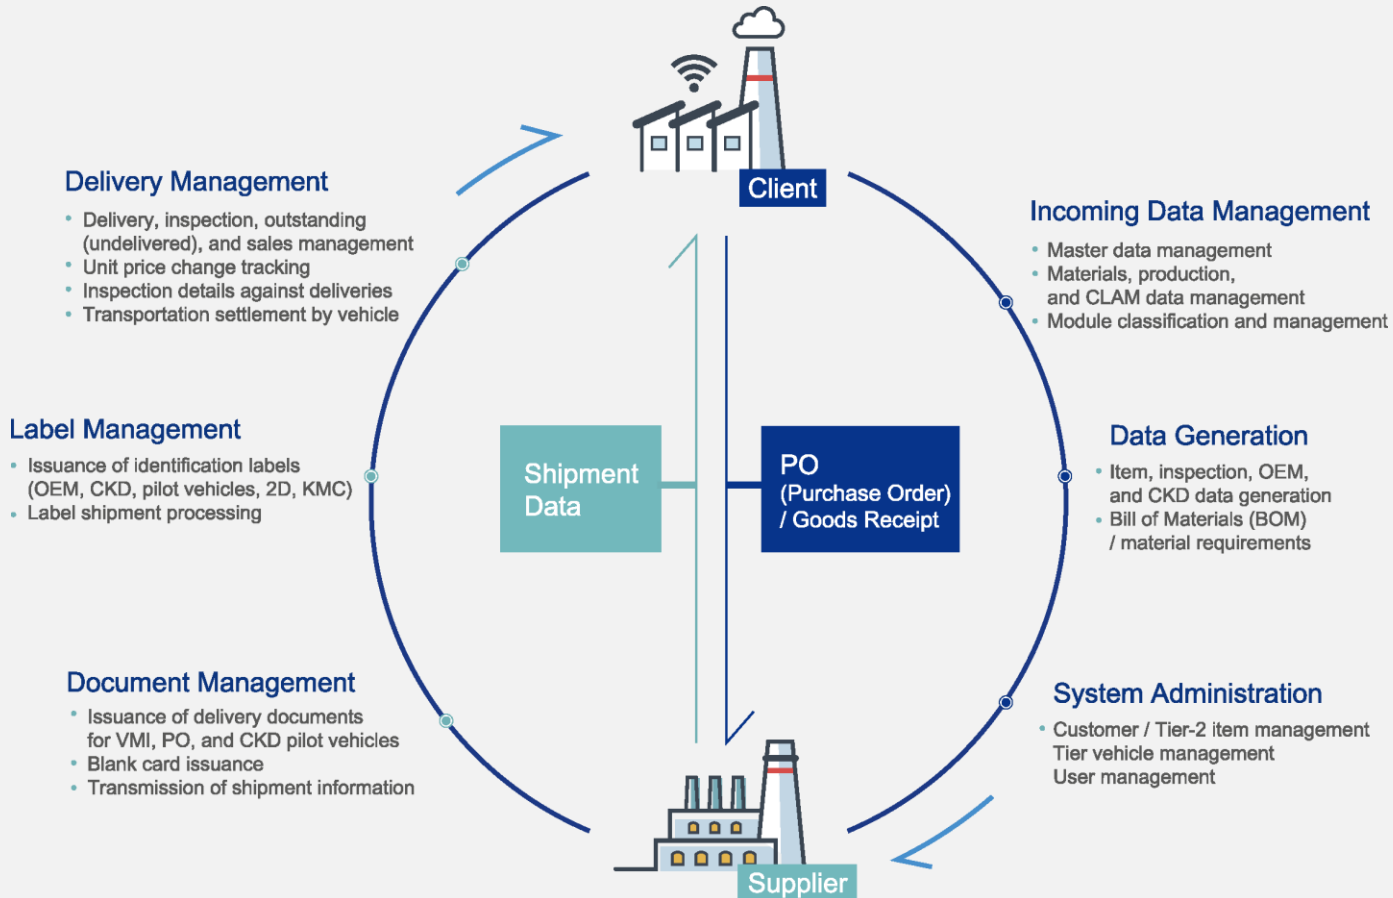 Client
Delivery Management
• Delivery, inspection, outstanding
(undelivered), and sales management
• Unit price change tracking
• Inspection details against deliveries
• Transportation settlement by vehicle
Incoming Data Management
• Master data management
• Materials, production,
and CLAM data management
• Module classification and management
Label Management
• Issuance of identification labels
(OEM, CKD, pilot vehicles, 2D, KMC)
• Label shipment processing
Shipment
Data
PO
(Purchase Order)
/ Goods Receipt
Data Generation
• Item, inspection, OEM,
and CKD data generation
• Bill of Materials (BOM)
/ material requirements
Document Management
• Issuance of delivery documents
for VMI, PO, and CKD pilot vehicles
• Blank card issuance
• Transmission of shipment information
System Administration
• Customer / Tier-2 item management
Tier vehicle management
User management
Supplier